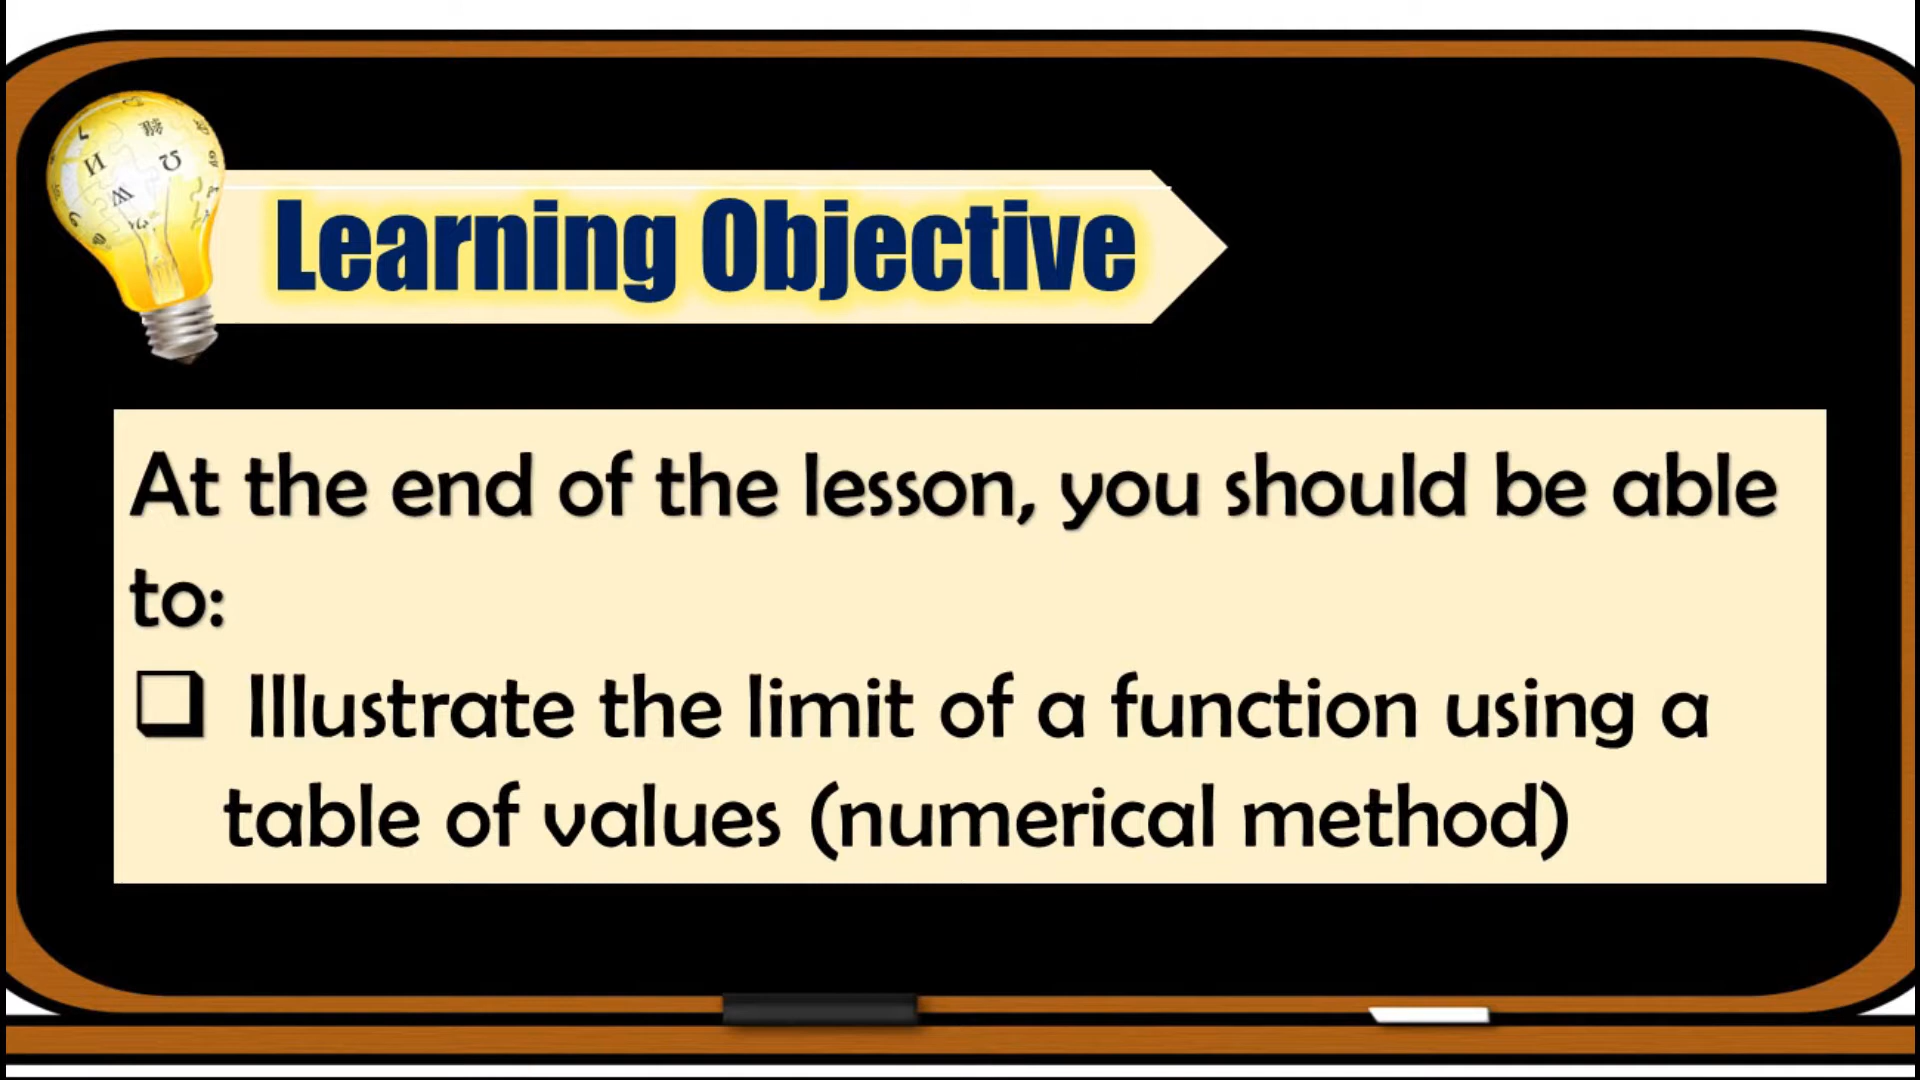 Learning Objective
At the end of the lesson, you should be able
to:
❑ Illustrate the limit of a function using a
table of values (numerical method)